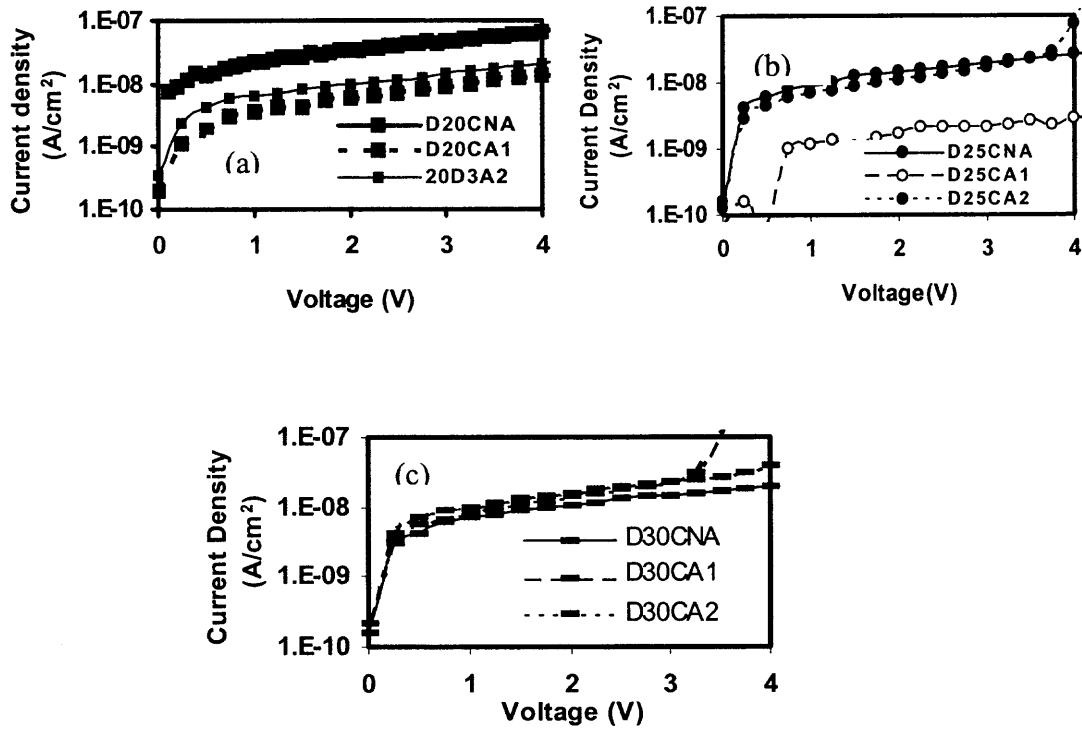 Current density
(A/cm²)
1.E-07
1.E-08
1.E-09
1.E-10
(a)
D20CNA
D20CA1
20D3A2
0 1 2 3 4
Voltage (V)
Current Density
(A/cm²)
1.E-07
1.E-08
1.E-09
1.E-10
(b)
D25CNA
D25CA1
D25CA2
0 1 2 3 4
Voltage(V)
Current Density
(A/cm²)
1.E-07
1.E-08
1.E-09
1.E-10
(c)
D30CNA
D30CA1
D30CA2
0 1 2 3 4
Voltage (V)